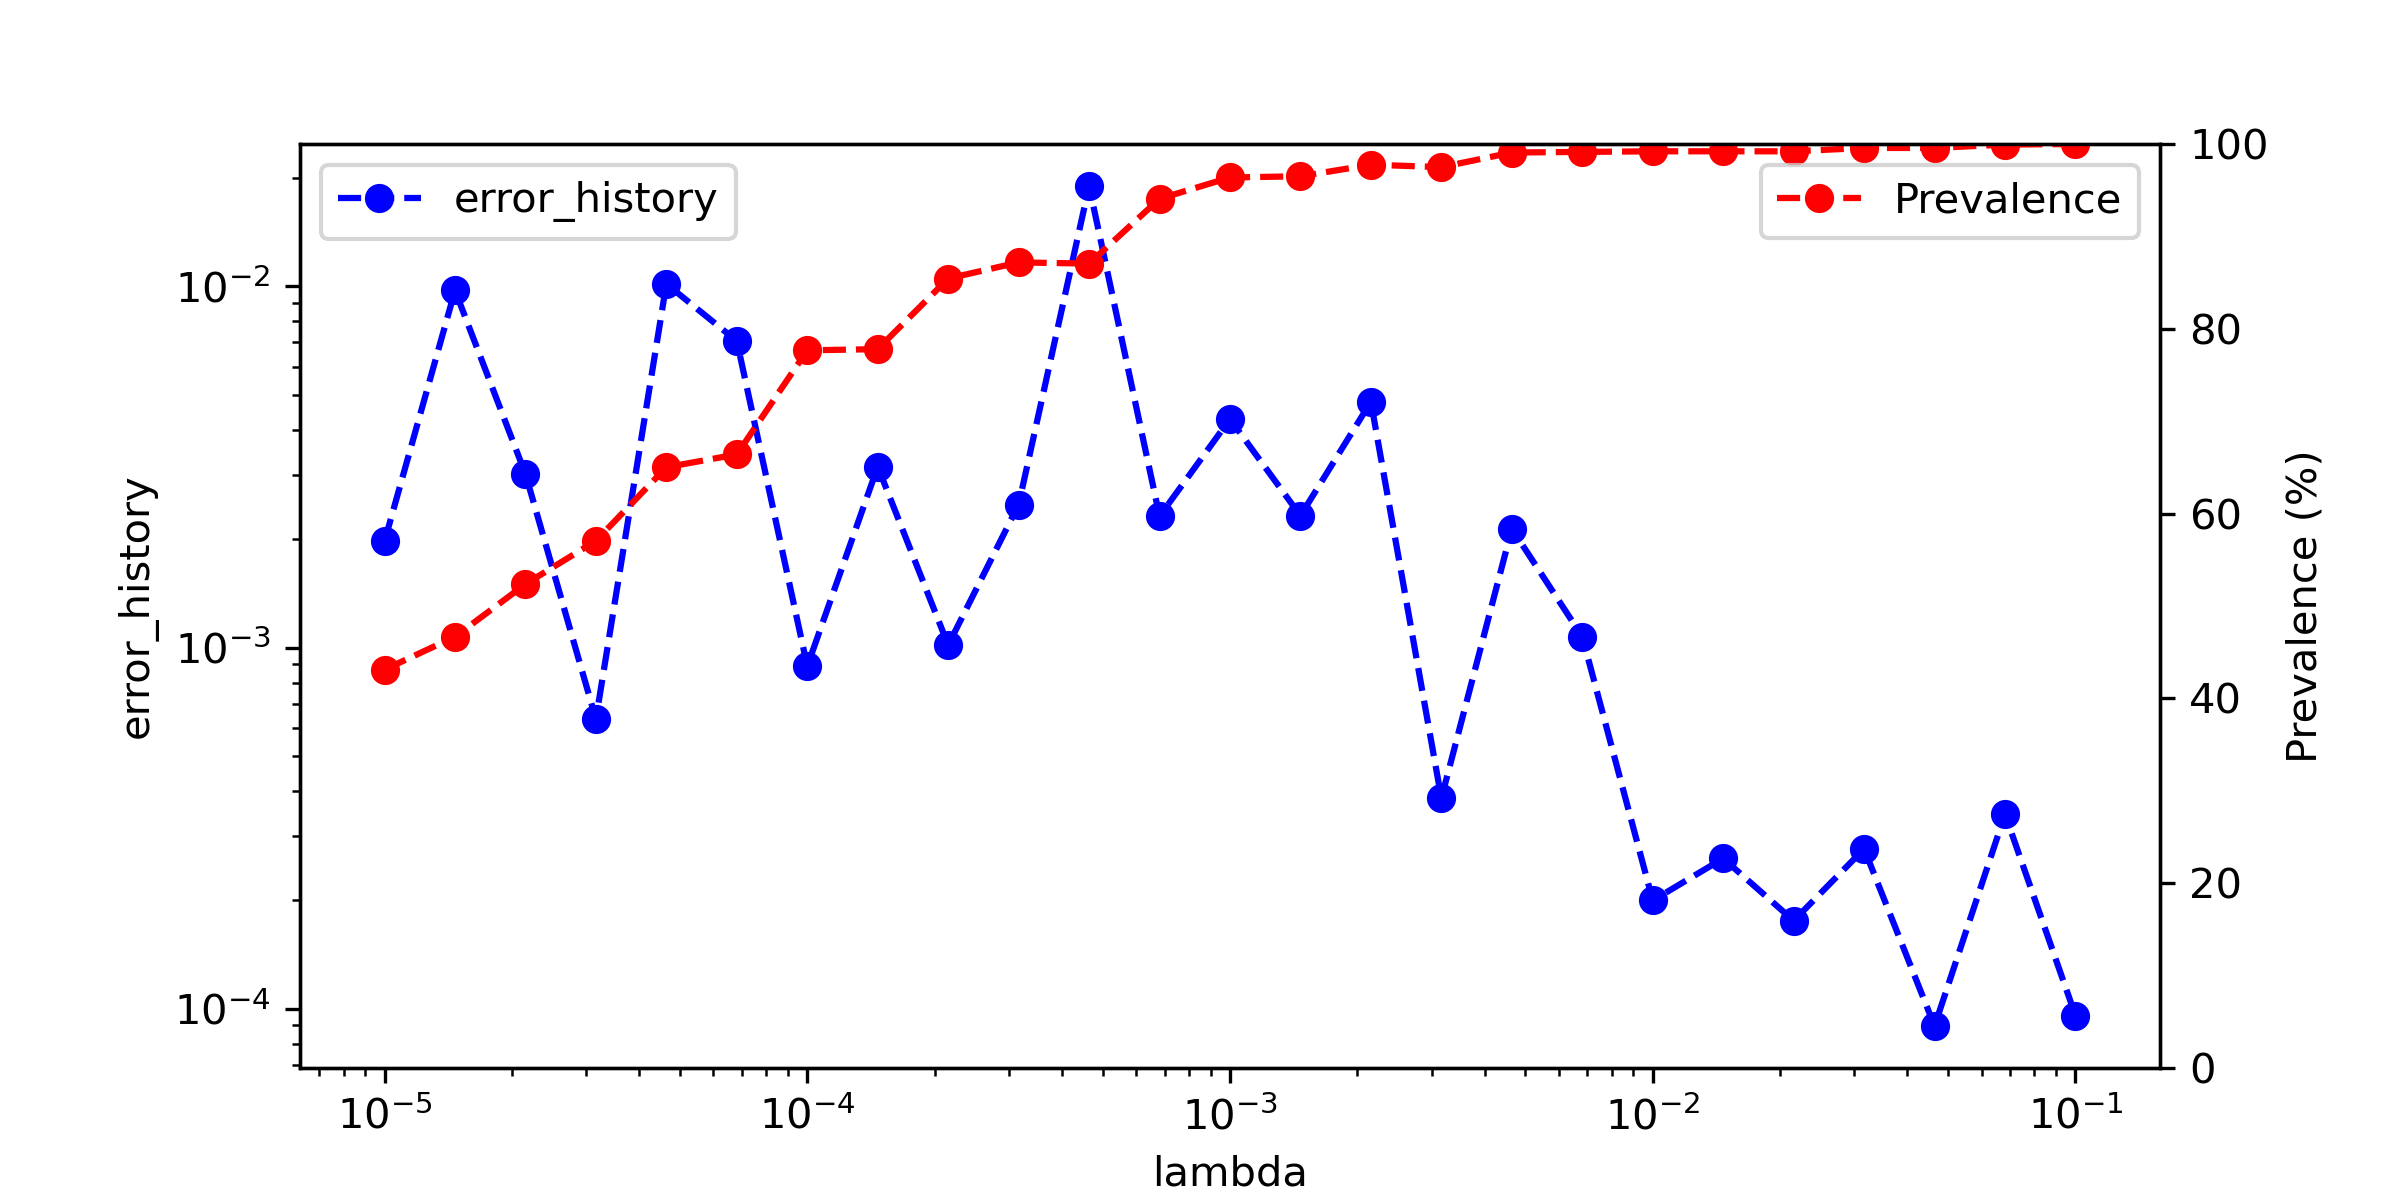 error_history
Prevalence
100
80
60
40
20
0
10⁻²
10⁻³
10⁻⁴
error_history
Prevalence (%)
10⁻⁵
10⁻⁴
10⁻³
10⁻²
10⁻¹
lambda